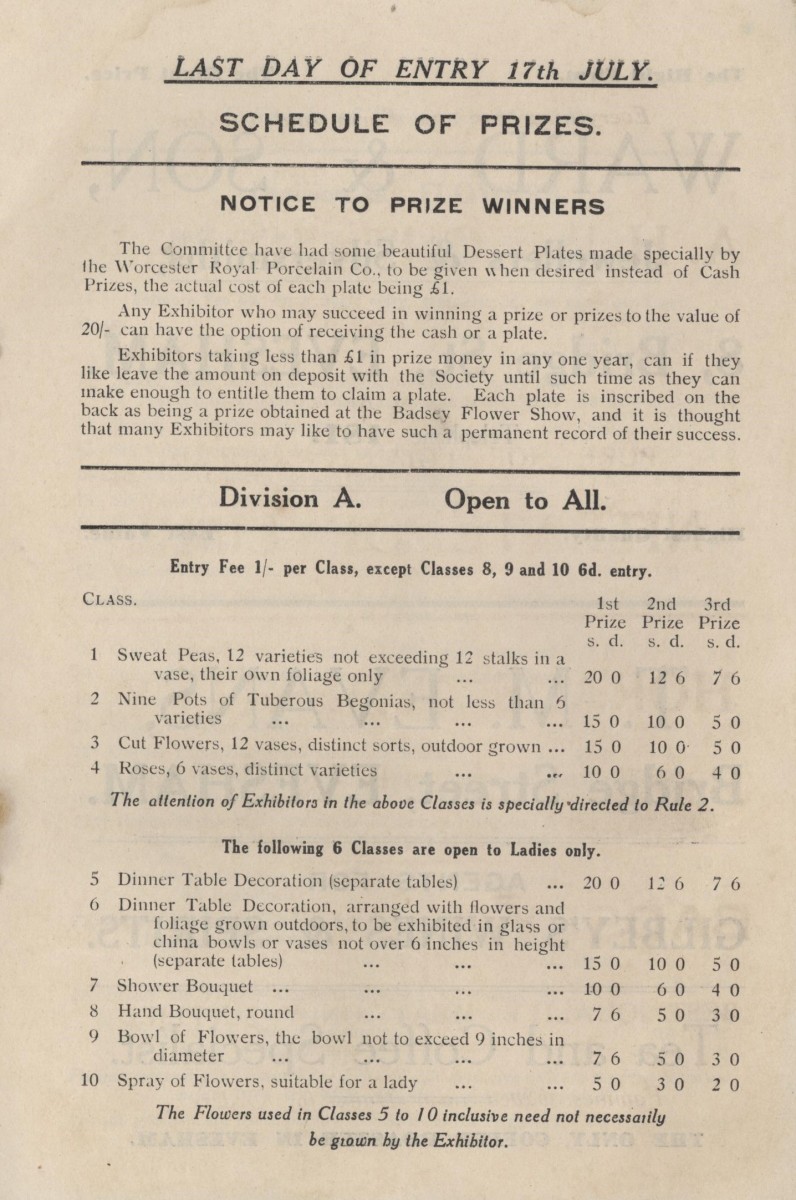 LAST DAY OF ENTRY 17th JULY.
SCHEDULE OF PRIZES.
NOTICE TO PRIZE WINNERS
The Committee have had some beautiful Dessert Plates made specially by
the Worcester Royal Porcelain Co., to be given when desired instead of Cash
Prizes, the actual cost of each plate being £1.
Any Exhibitor who may succeed in winning a prize or prizes to the value of
20/- can have the option of receiving the cash or a plate.
Exhibitors taking less than £1 in prize money in any one year, can if they
like leave the amount on deposit with the Society until such time as they can
make enough to entitle them to claim a plate. Each plate is inscribed on the
back as being a prize obtained at the Badsey Flower Show, and it is thought
that many Exhibitors may like to have such a permanent record of their success.
Division A. Open to All.
Entry Fee 1/- per Class, except Classes 8, 9 and 10 6d. entry.
CLASS. 1st 2nd 3rd
Prize Prize Prize
s. d. s. d. s. d.
1 Sweat Peas, 12 varieties not exceeding 12 stalks in a
vase, their own foliage only ... ... 20 0 12 6 7 6
2 Nine Pots of Tuberous Begonias, not less than 6
varieties ... ... ... ... 15 0 10 0 5 0
3 Cut Flowers, 12 vases, distinct sorts, outdoor grown ... 15 0 10 0 5 0
4 Roses, 6 vases, distinct varieties ... ... 10 0 6 0 4 0
The attention of Exhibitors in the above Classes is specially directed to Rule 2.
The following 6 Classes are open to Ladies only.
5 Dinner Table Decoration (separate tables) ... 20 0 12 6 7 6
6 Dinner Table Decoration, arranged with flowers and
foliage grown outdoors, to be exhibited in glass or
china bowls or vases not over 6 inches in height
(separate tables) ... ... ... 15 0 10 0 5 0
7 Shower Bouquet ... ... ... ... 10 0 6 0 4 0
8 Hand Bouquet, round ... ... ... 7 6 5 0 3 0
9 Bowl of Flowers, the bowl not to exceed 9 inches in
diameter ... ... ... ... 7 6 5 0 3 0
10 Spray of Flowers, suitable for a lady ... ... 5 0 3 0 2 0
The Flowers used in Classes 5 to 10 inclusive need not necessarily
be grown by the Exhibitor.